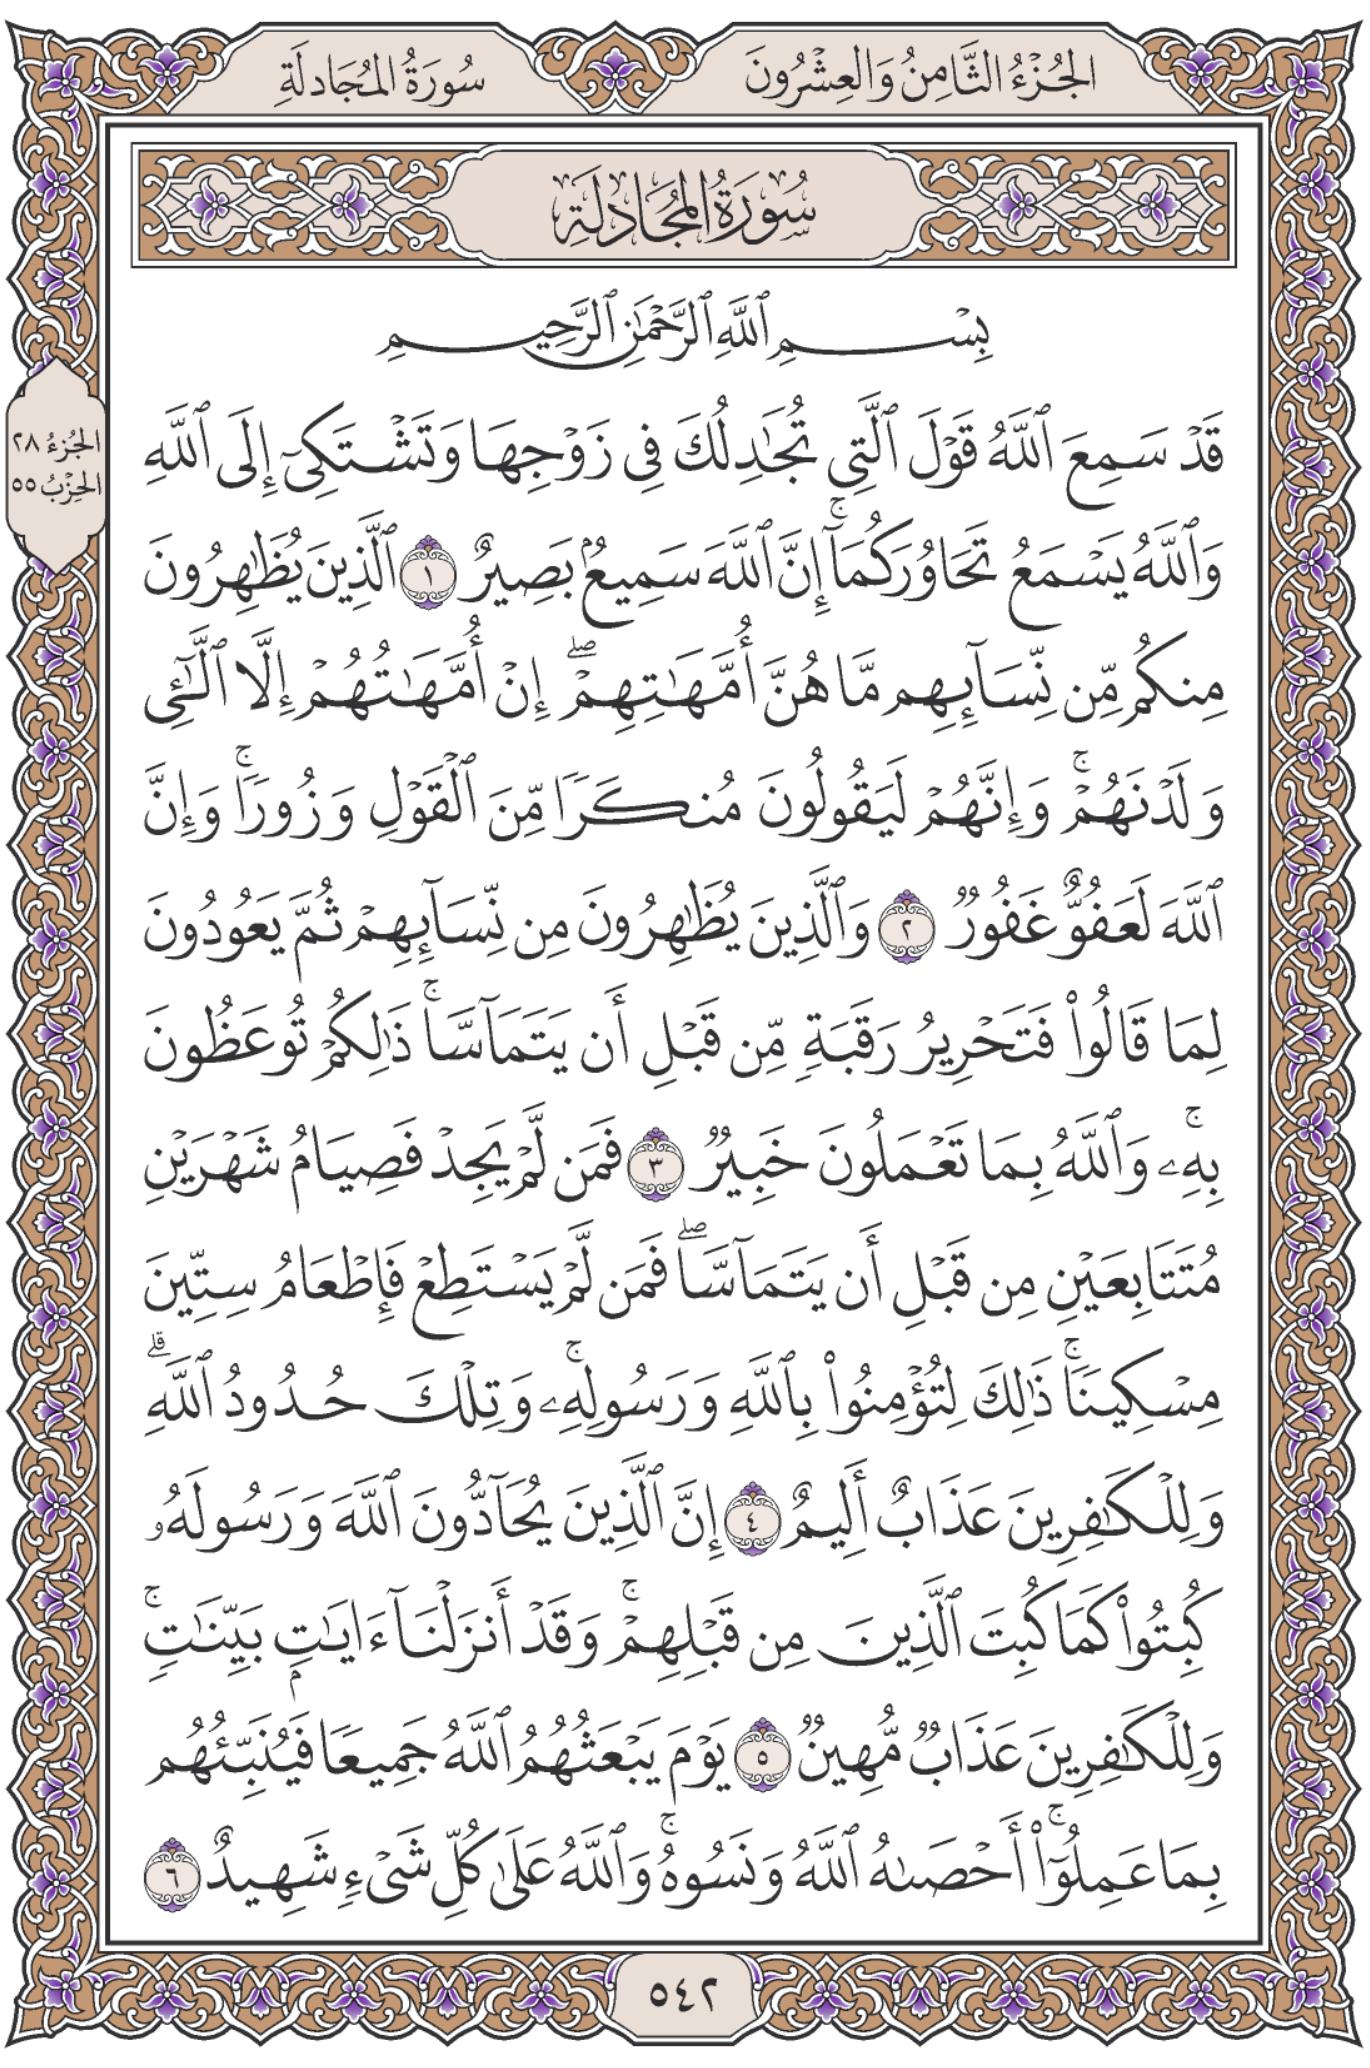 الجُزْءُ الثَّامِنُ وَالعِشْرُونَ
سُورَةُ المُجَادلَةِ
سُورَةُ المُجَادلَةِ
بِسْمِ ٱللَّهِ ٱلرَّحْمَٰنِ ٱلرَّحِيمِ
قَدْ سَمِعَ ٱللَّهُ قَوْلَ ٱلَّتِي تُجَٰدِلُكَ فِي زَوْجِهَا وَتَشْتَكِيٓ إِلَى ٱللَّهِ
الجُزءُ ٢٨
الحِزْبُ ٥٥
وَٱللَّهُ يَسْمَعُ تَحَاوُرَكُمَآۚ إِنَّ ٱللَّهَ سَمِيعُۢ بَصِيرٌ ١ ٱلَّذِينَ يُظَٰهِرُونَ
مِنكُم مِّن نِّسَآئِهِم مَّا هُنَّ أُمَّهَٰتِهِمْۖ إِنْ أُمَّهَٰتُهُمْ إِلَّا ٱلَّٰٓـِٔي
وَلَدْنَهُمْۚ وَإِنَّهُمْ لَيَقُولُونَ مُنكَرًا مِّنَ ٱلْقَوْلِ وَزُورًاۚ وَإِنَّ
ٱللَّهَ لَعَفُوٌّ غَفُورٌ ٢ وَٱلَّذِينَ يُظَٰهِرُونَ مِن نِّسَآئِهِمْ ثُمَّ يَعُودُونَ
لِمَا قَالُوا۟ فَتَحْرِيرُ رَقَبَةٍ مِّن قَبْلِ أَن يَتَمَآسَّاۚ ذَٰلِكُمْ تُوعَظُونَ
بِهِۦۚ وَٱللَّهُ بِمَا تَعْمَلُونَ خَبِيرٌ ٣ فَمَن لَّمْ يَجِدْ فَصِيَامُ شَهْرَيْنِ
مُتَتَابِعَيْنِ مِن قَبْلِ أَن يَتَمَآسَّاۖ فَمَن لَّمْ يَسْتَطِعْ فَإِطْعَامُ سِتِّينَ
مِسْكِينًاۚ ذَٰلِكَ لِتُؤْمِنُوا۟ بِٱللَّهِ وَرَسُولِهِۦۚ وَتِلْكَ حُدُودُ ٱللَّهِۗ
وَلِلْكَٰفِرِينَ عَذَابٌ أَلِيمٌ ٤ إِنَّ ٱلَّذِينَ يُحَآدُّونَ ٱللَّهَ وَرَسُولَهُۥ
كُبِتُوا۟ كَمَا كُبِتَ ٱلَّذِينَ مِن قَبْلِهِمْۚ وَقَدْ أَنزَلْنَآ ءَايَٰتِۭ بَيِّنَٰتٍۚ
وَلِلْكَٰفِرِينَ عَذَابٌ مُّهِينٌ ٥ يَوْمَ يَبْعَثُهُمُ ٱللَّهُ جَمِيعًا فَيُنَبِّئُهُم
بِمَا عَمِلُوٓا۟ۚ أَحْصَىٰهُ ٱللَّهُ وَنَسُوهُۚ وَٱللَّهُ عَلَىٰ كُلِّ شَيْءٍ شَهِيدٌ ٦
٥٤٢